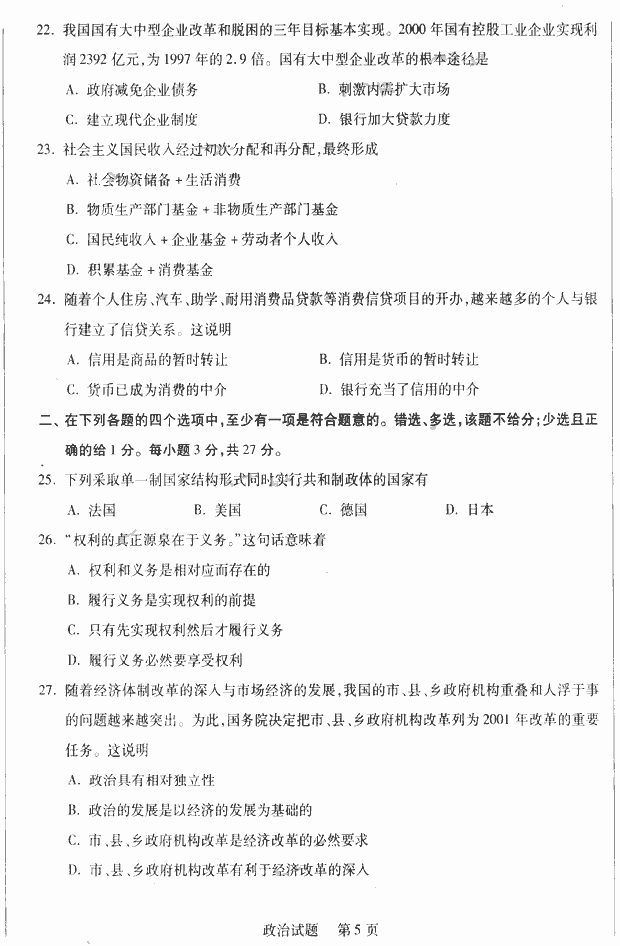 22. 我国国有大中型企业改革和脱困的三年目标基本实现。2000 年国有控股工业企业实现利
润 2392 亿元,为 1997 年的 2.9 倍。国有大中型企业改革的根本途径是
A. 政府减免企业债务 B. 刺激内需扩大市场
C. 建立现代企业制度 D. 银行加大贷款力度
23. 社会主义国民收入经过初次分配和再分配,最终形成
A. 社会物资储备 + 生活消费
B. 物质生产部门基金 + 非物质生产部门基金
C. 国民纯收入 + 企业基金 + 劳动者个人收入
D. 积累基金 + 消费基金
24. 随着个人住房、汽车、助学、耐用消费品贷款等消费信贷项目的开办,越来越多的个人与银
行建立了信贷关系。这说明
A. 信用是商品的暂时转让 B. 信用是货币的暂时转让
C. 货币已成为消费的中介 D. 银行充当了信用的中介
二、在下列各题的四个选项中,至少有一项是符合题意的。错选、多选,该题不给分;少选且正
确的给 1 分。每小题 3 分,共 27 分。
25. 下列采取单一制国家结构形式同时实行共和制政体的国家有
A. 法国 B. 美国 C. 德国 D. 日本
26. “权利的真正源泉在于义务。”这句话意味着
A. 权利和义务是相对应而存在的
B. 履行义务是实现权利的前提
C. 只有先实现权利然后才履行义务
D. 履行义务必然要享受权利
27. 随着经济体制改革的深入与市场经济的发展,我国的市、县、乡政府机构重叠和人浮于事
的问题越来越突出。为此,国务院决定把市、县、乡政府机构改革列为 2001 年改革的重要
任务。这说明
A. 政治具有相对独立性
B. 政治的发展是以经济的发展为基础的
C. 市、县、乡政府机构改革是经济改革的必然要求
D. 市、县、乡政府机构改革有利于经济改革的深入
政治试题 第 5 页